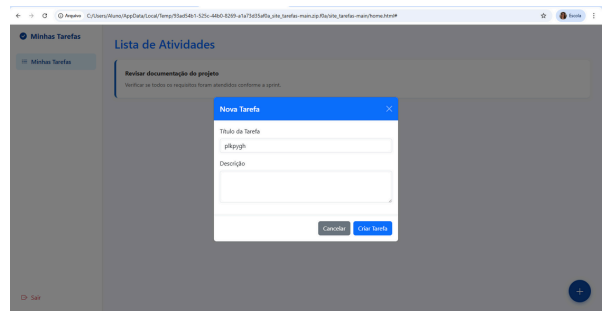 Arquivo C:/Users/Aluno/AppData/Local/Temp/93ad54b1-525c-44b0-8269-a1a73d35af0a_site_tarefas-main.zip.f0a/site_tarefas-main/home.html#
Escola
Minhas Tarefas
Minhas Tarefas
Lista de Atividades
Revisar documentação do projeto
Verificar se todos os requisitos foram atendidos conforme a sprint.
Nova Tarefa
Título da Tarefa
plkpygh
Descrição
Cancelar
Criar Tarefa
Sair